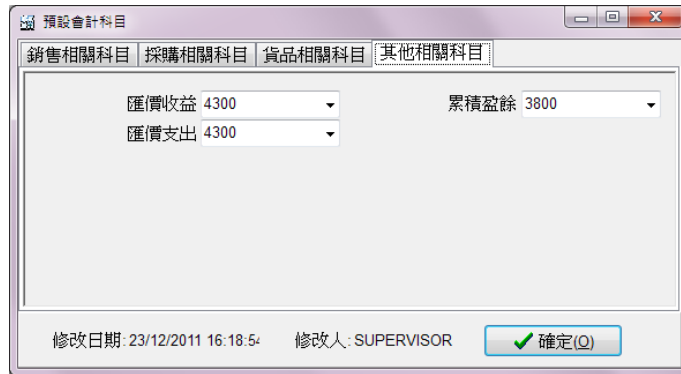 預設會計科目
銷售相關科目 採購相關科目 貨品相關科目 其他相關科目
匯價收益 4300 累積盈餘 3800
匯價支出 4300
修改日期: 23/12/2011 16:18:54 修改人: SUPERVISOR 確定(O)